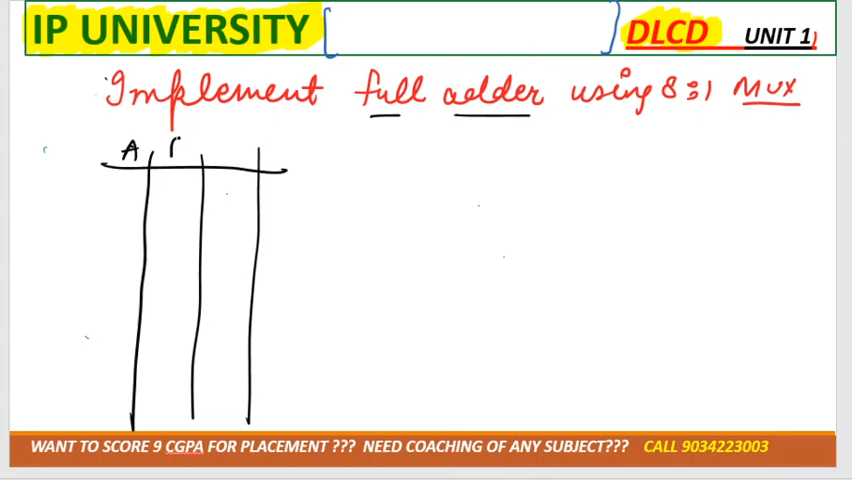 IP UNIVERSITY
DLCD UNIT 1)
Implement full adder using 8:1 MUX
A
WANT TO SCORE 9 CGPA FOR PLACEMENT ??? NEED COACHING OF ANY SUBJECT??? CALL 9034223003